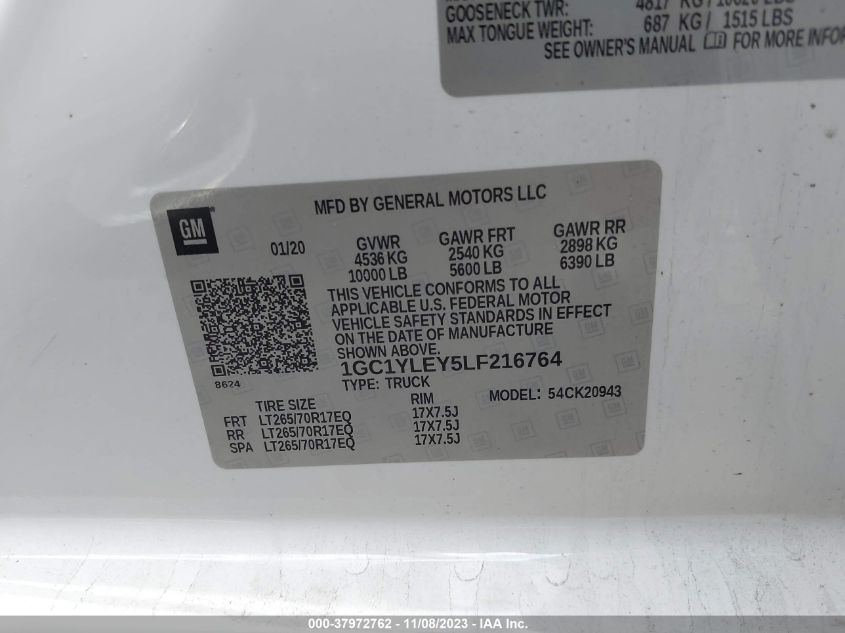 GOOSENECK TWR: 4817 KG/
MAX TONGUE WEIGHT: 687 KG/ 1515 LBS
SEE OWNER'S MANUAL FOR MORE
GM
MFD BY GENERAL MOTORS LLC
01/20
GVWR GAWR FRT GAWR RR
4536 KG 2540 KG 2898 KG
10000 LB 5600 LB 6390 LB
THIS VEHICLE CONFORMS TO ALL
APPLICABLE U.S. FEDERAL MOTOR
VEHICLE SAFETY STANDARDS IN EFFECT
ON THE DATE OF MANUFACTURE
SHOWN ABOVE.
1GC1YLEY5LF216764
8624
TYPE: TRUCK MODEL: 54CK20943
TIRE SIZE RIM
FRT LT265/70R17EQ 17X7.5J
RR LT265/70R17EQ 17X7.5J
SPA LT265/70R17EQ 17X7.5J
000-37972762 - 11/08/2023 - IAA Inc.